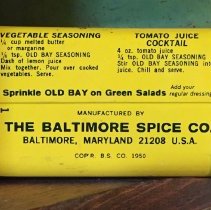 VEGETABLE SEASONING
¼ cup melted butter
or margarine
½ tsp. OLD BAY SEASONING
Dash of lemon juice
Mix together. Pour over cooked
vegetables. Serve.
TOMATO JUICE
COCKTAIL
4 oz. tomato juice
¼ tsp. OLD BAY SEASONING
Stir OLD BAY SEASONING into
juice. Chill and serve.
Sprinkle OLD BAY on Green Salads Add your
regular dressing
MANUFACTURED BY
THE BALTIMORE SPICE CO.
BALTIMORE, MARYLAND 21208 U.S.A.
COP'R. B.S. CO. 1950